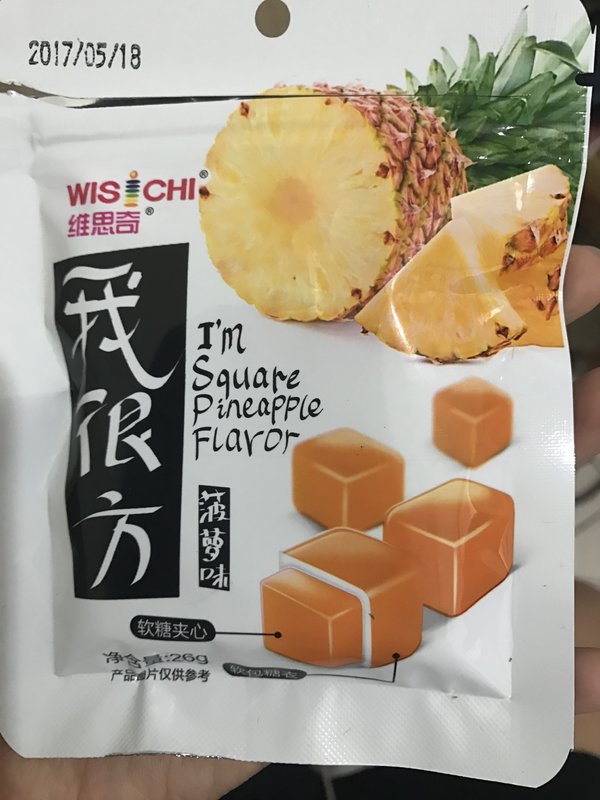 2017/05/18
WISICHI®
维思奇®
我很方
I'm
Square
Pineapple
Flavor
菠萝味
软糖夹心
净含量:26g
产品图片仅供参考
软包糖衣